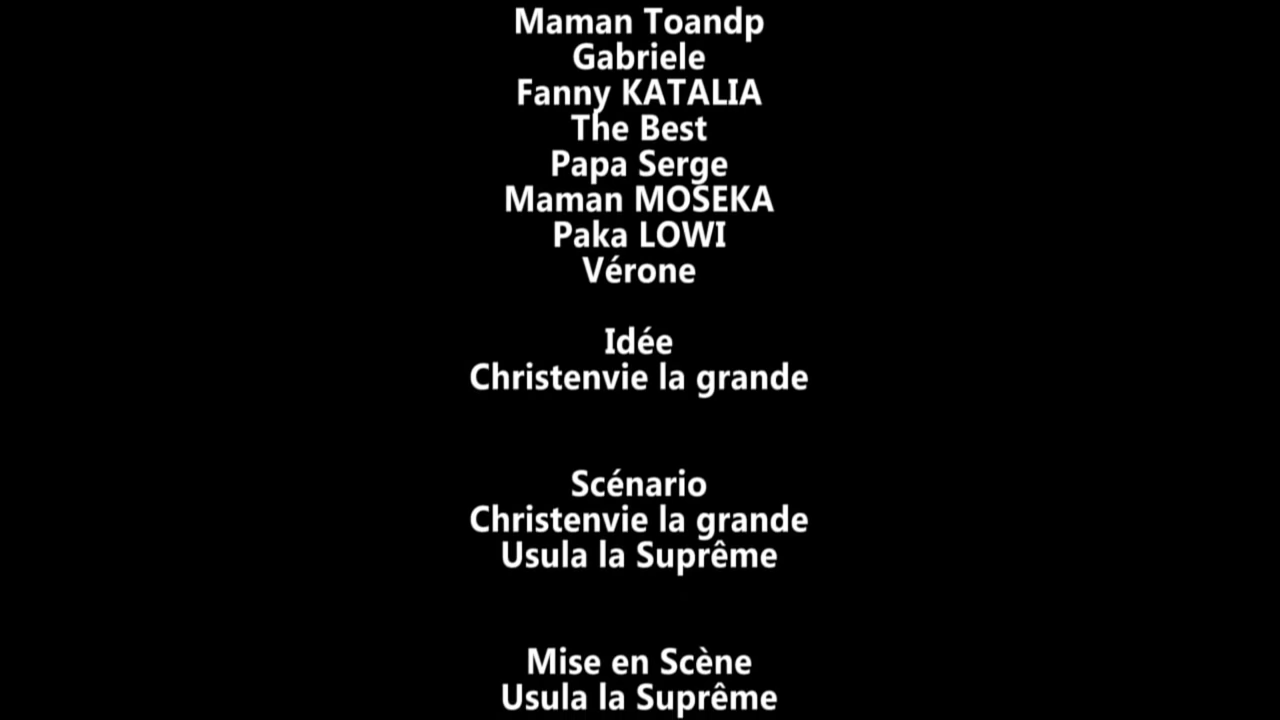 Maman Toandp
Gabriele
Fanny KATALIA
The Best
Papa Serge
Maman MOSEKA
Paka LOWI
Vérone
Idée
Christenvie la grande
Scénario
Christenvie la grande
Usula la Suprême
Mise en Scène
Usula la Suprême